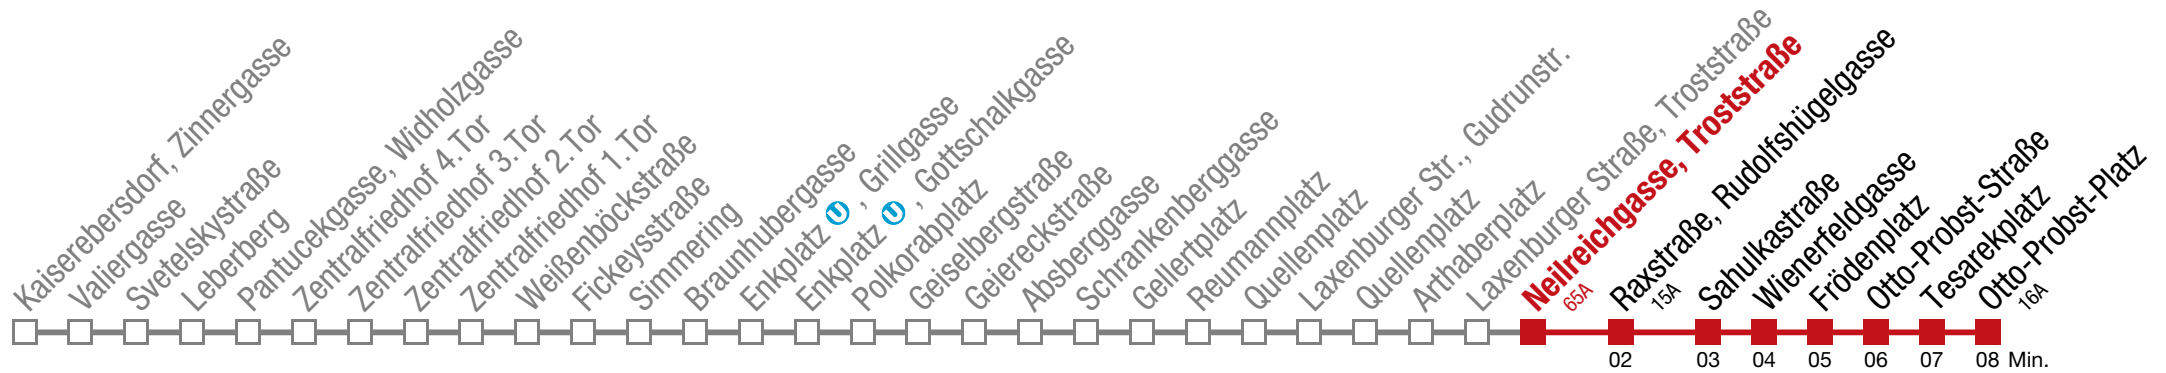 Kaiserebersdorf, Zinnergasse
Valiergasse
Svetelskystraße
Leberberg
Pantucekgasse, Widholzgasse
Zentralfriedhof 4.Tor
Zentralfriedhof 3.Tor
Zentralfriedhof 2.Tor
Zentralfriedhof 1.Tor
Weißenböckstraße
Fickeysstraße
Simmering
Braunhubergasse
Enkplatz U, Grillgasse
Enkplatz U, Gottschalkgasse
Polkorabplatz
Geiselbergstraße
Geiereckstraße
Absberggasse
Schrankenberggasse
Gellertplatz
Reumannplatz
Quellenplatz
Laxenburger Str., Gudrunstr.
Quellenplatz
Arthaberplatz
Laxenburger Straße, Troststraße
Neilreichgasse, Troststraße
65A
Raxstraße, Rudolfshügelgasse
15A
Sahulkastraße
Wienerfeldgasse
Frödenplatz
Otto-Probst-Straße
Tesarekplatz
Otto-Probst-Platz
16A
02 03 04 05 06 07 08 Min.